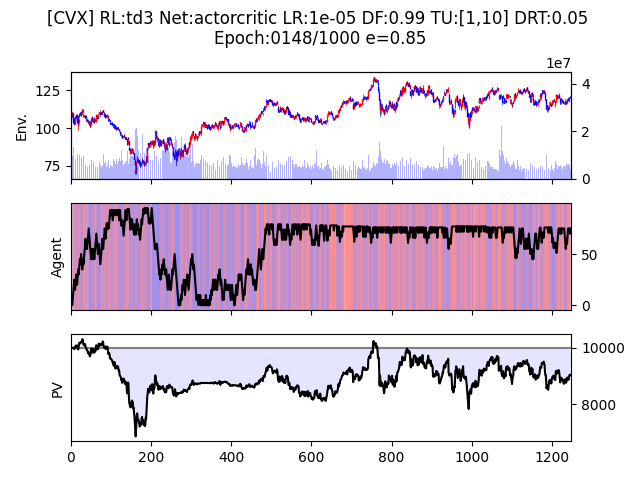 [CVX] RL:td3 Net:actorcritic LR:1e-05 DF:0.99 TU:[1,10] DRT:0.05
Epoch:0148/1000 e=0.85
1e7
125
100
75
Env.
4
2
0
Agent
50
0
PV
10000
8000
0 200 400 600 800 1000 1200